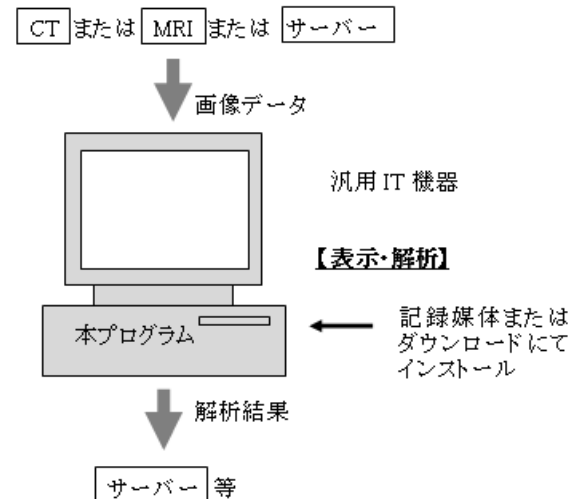 CT または MRI または サーバー
画像データ
汎用 IT 機器
【表示・解析】
本プログラム
記録媒体または
ダウンロードにて
インストール
解析結果
サーバー 等